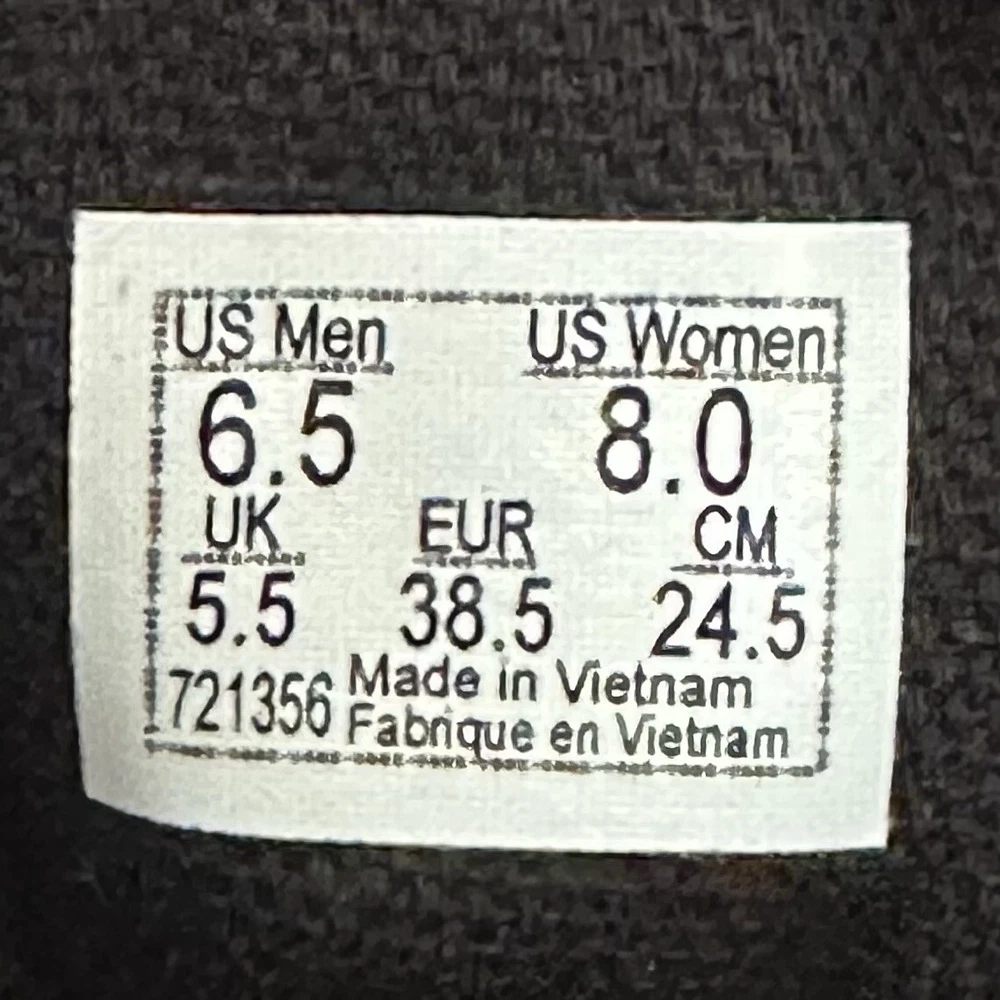 US Men US Women
6.5 8.0
UK EUR CM
5.5 38.5 24.5
721356 Made in Vietnam
Fabrique en Vietnam